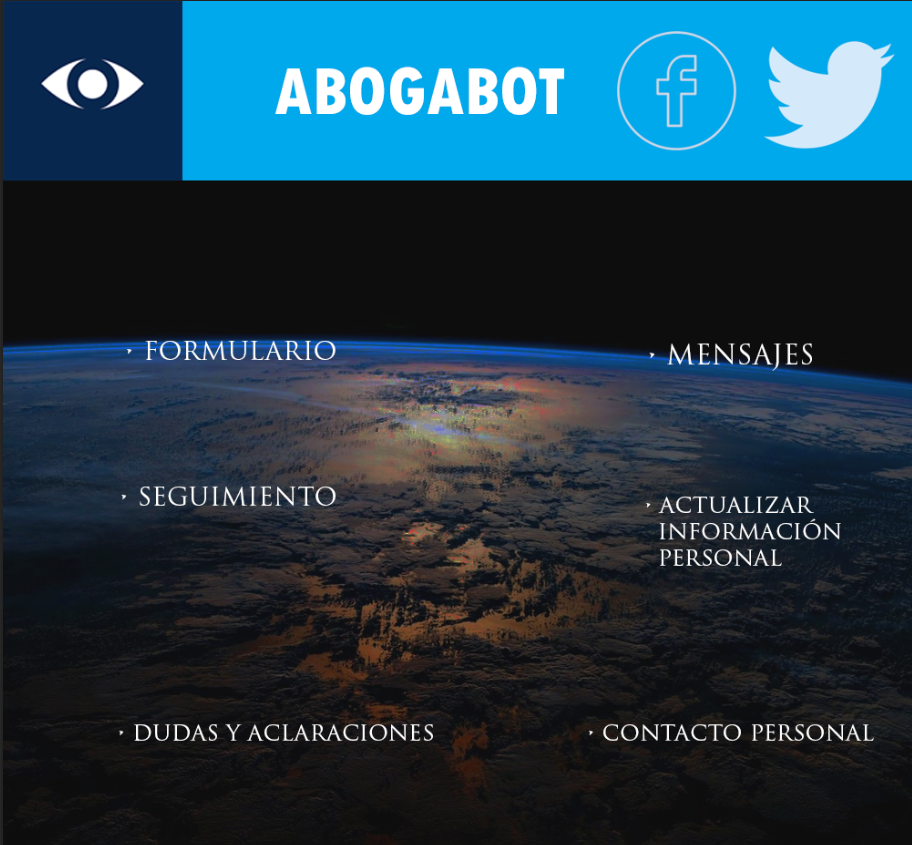 ABOGABOT
FORMULARIO
MENSAJES
SEGUIMIENTO
ACTUALIZAR
INFORMACIÓN
PERSONAL
DUDAS Y ACLARACIONES
CONTACTO PERSONAL